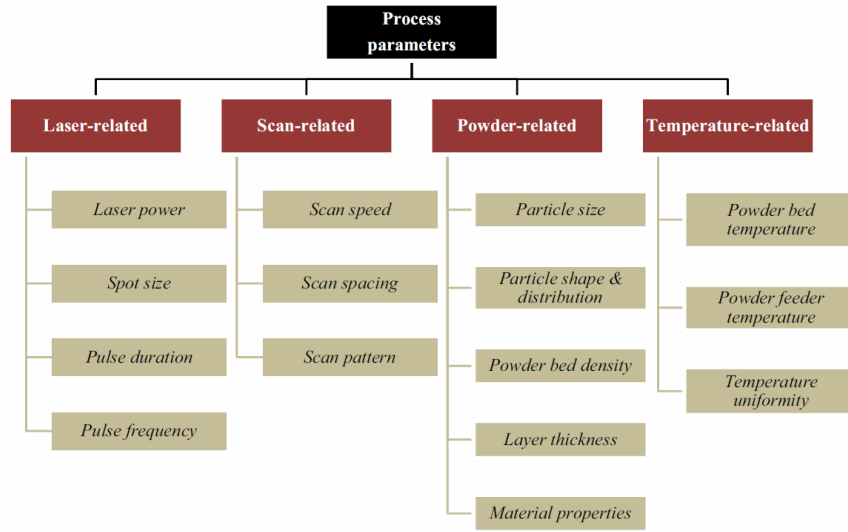 Process
parameters
Laser-related
Scan-related
Powder-related
Temperature-related
Laser power
Spot size
Pulse duration
Pulse frequency
Scan speed
Scan spacing
Scan pattern
Particle size
Particle shape &
distribution
Powder bed density
Layer thickness
Material properties
Powder bed
temperature
Powder feeder
temperature
Temperature
uniformity